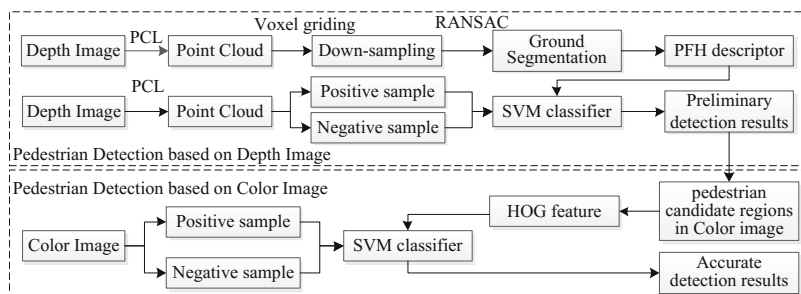 Voxel griding
RANSAC
PCL
Depth Image
Point Cloud
Down-sampling
Ground
Segmentation
PFH descriptor
PCL
Depth Image
Point Cloud
Positive sample
Negative sample
SVM classifier
Preliminary
detection results
Pedestrian Detection based on Depth Image
Pedestrian Detection based on Color Image
pedestrian
candidate regions
in Color image
HOG feature
Positive sample
Color Image
SVM classifier
Negative sample
Accurate
detection results